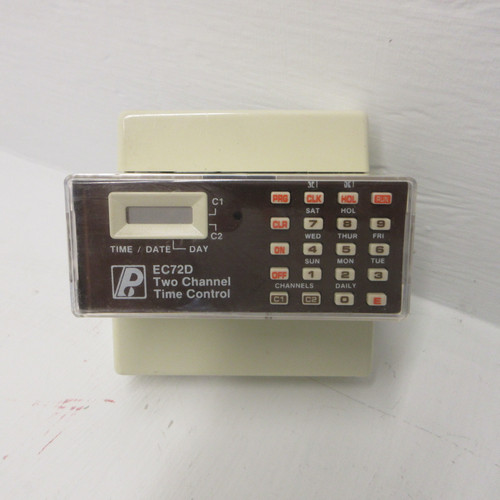 C1
C2
TIME / DATE DAY
P.
EC72D
Two Channel
Time Control
PRG CLK HOL RUN
SAT HOL
CLR 7 8 9
WED THUR FRI
ON 4 5 6
SUN MON TUE
OFF 1 2 3
CHANNELS DAILY
C1 C2 0 E